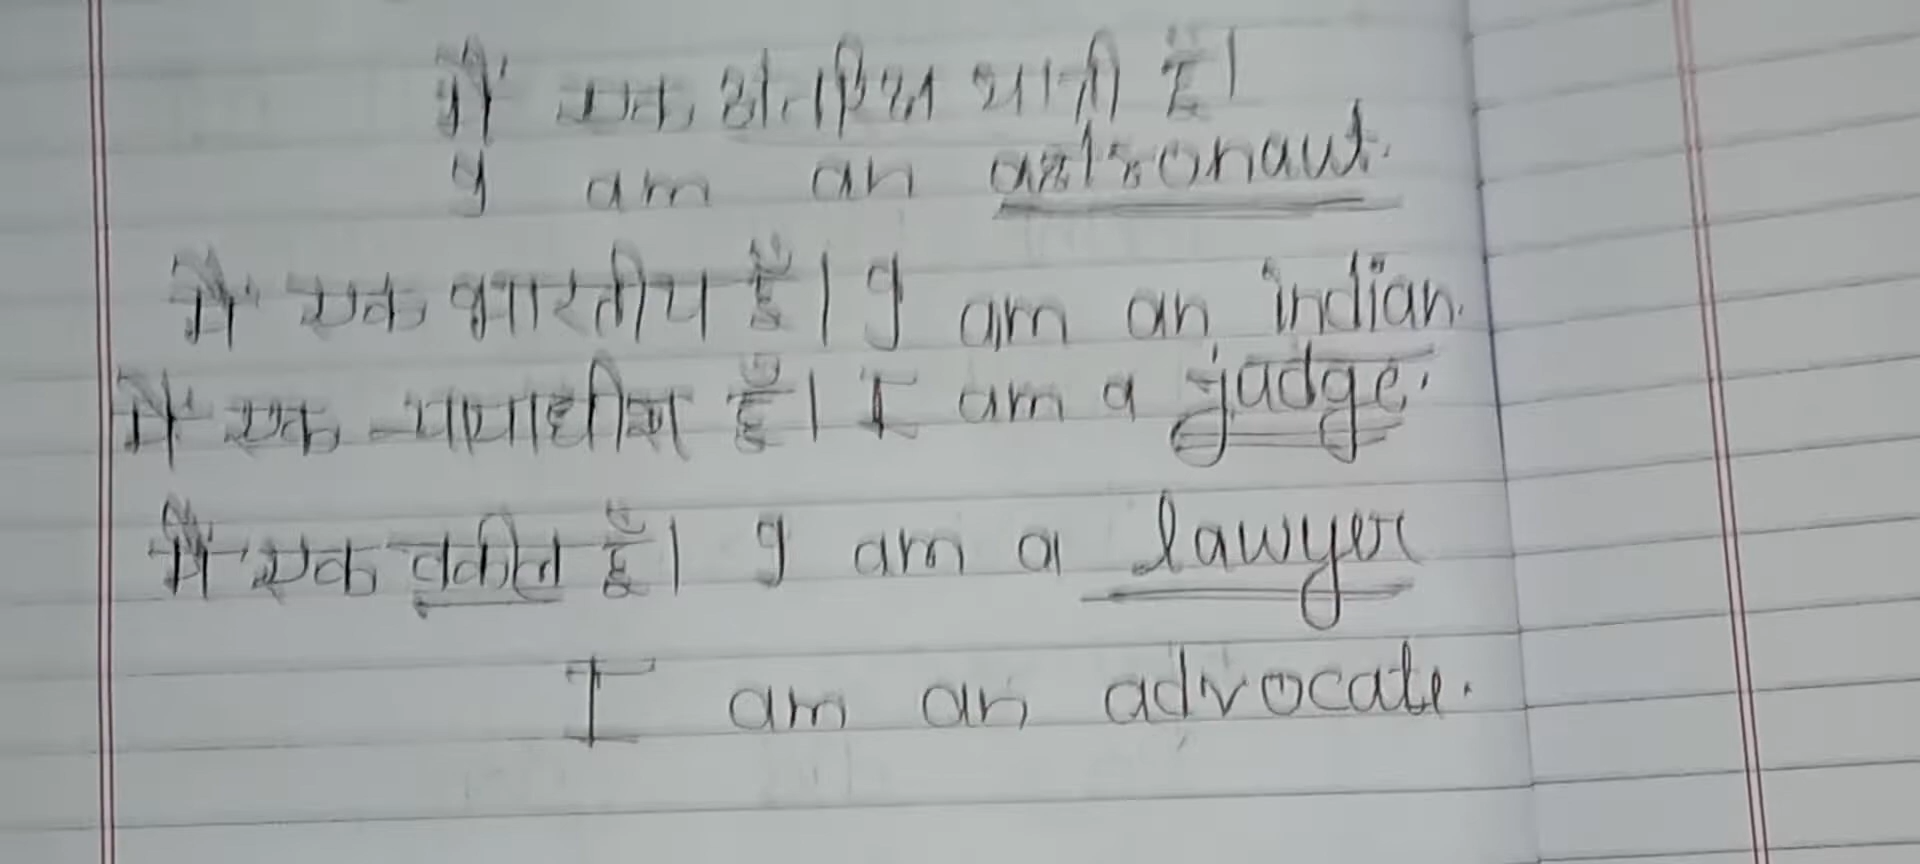 मैं एक अंतरिक्ष यात्री हूँ।
I am an astronaut.
मैं एक भारतीय हूँ। I am an indian.
मैं एक न्यायाधीश हूँ। I am a jadge.
मैं एक वकील हूँ। I am a lawyer
I am an advocate.